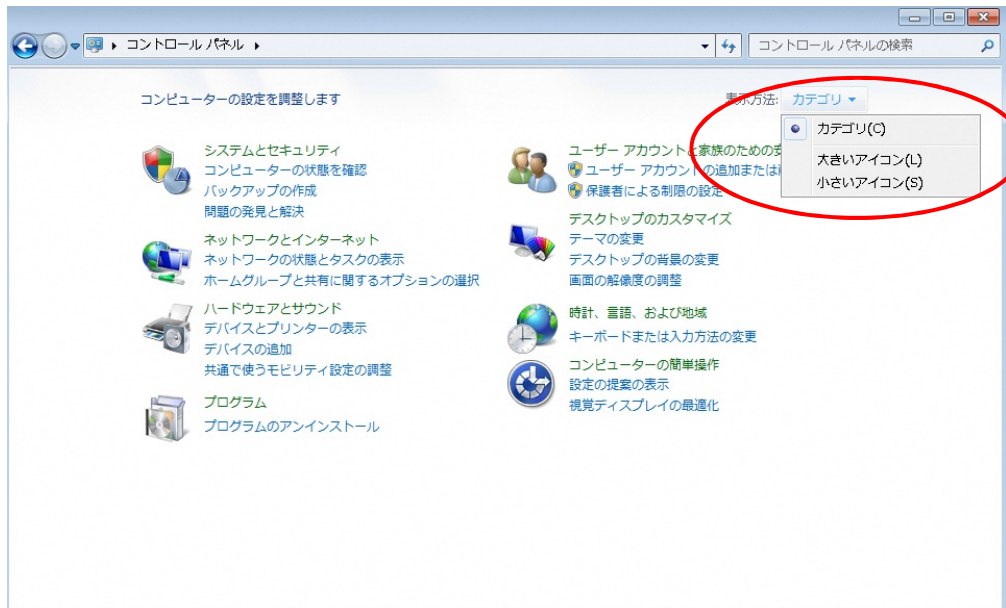 コントロール パネル
コントロール パネルの検索
コンピューターの設定を調整します
表示方法: カテゴリ
カテゴリ(C)
大きいアイコン(L)
小さいアイコン(S)
システムとセキュリティ
コンピューターの状態を確認
バックアップの作成
問題の発見と解決
ネットワークとインターネット
ネットワークの状態とタスクの表示
ホームグループと共有に関するオプションの選択
ハードウェアとサウンド
デバイスとプリンターの表示
デバイスの追加
共通で使うモビリティ設定の調整
プログラム
プログラムのアンインストール
ユーザー アカウントと家族のための
ユーザー アカウントの追加または
保護者による制限の設定
デスクトップのカスタマイズ
テーマの変更
デスクトップの背景の変更
画面の解像度の調整
時計、言語、および地域
キーボードまたは入力方法の変更
コンピューターの簡単操作
設定の提案の表示
視覚ディスプレイの最適化